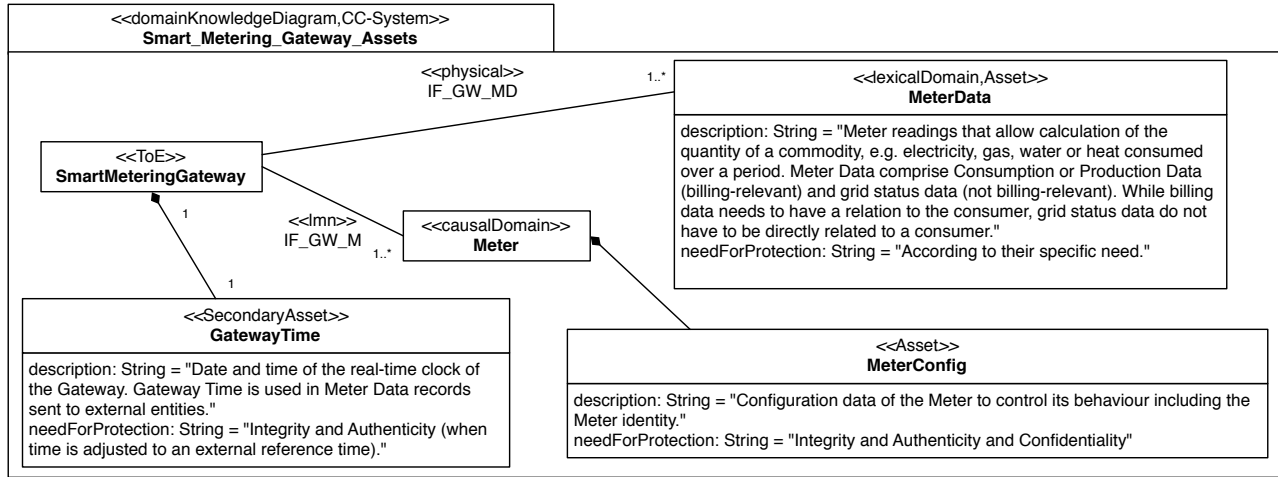 <<domainKnowledgeDiagram,CC-System>>
Smart_Metering_Gateway_Assets
<<physical>>
IF_GW_MD
1..*
<<lexicalDomain,Asset>>
MeterData
description: String = "Meter readings that allow calculation of the
quantity of a commodity, e.g. electricity, gas, water or heat consumed
over a period. Meter Data comprise Consumption or Production Data
(billing-relevant) and grid status data (not billing-relevant). While billing
data needs to have a relation to the consumer, grid status data do not
have to be directly related to a consumer."
needForProtection: String = "According to their specific need."
<<ToE>>
SmartMeteringGateway
1
<<lmn>>
IF_GW_M
1..*
<<causalDomain>>
Meter
1
<<SecondaryAsset>>
GatewayTime
description: String = "Date and time of the real-time clock of
the Gateway. Gateway Time is used in Meter Data records
sent to external entities."
needForProtection: String = "Integrity and Authenticity (when
time is adjusted to an external reference time)."
<<Asset>>
MeterConfig
description: String = "Configuration data of the Meter to control its behaviour including the
Meter identity."
needForProtection: String = "Integrity and Authenticity and Confidentiality"